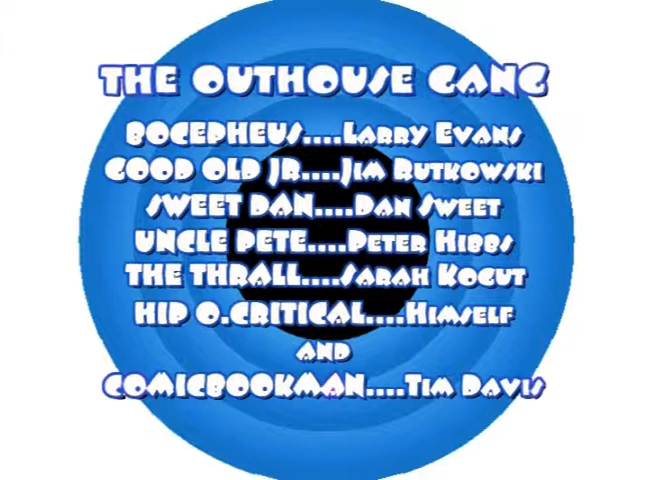 THE OUTHOUSE GANG
BOCEPHEUS....LARRY EVANS
GOOD OLD JR....JIM RUTKOWSKI
SWEET DAN....DAN SWEET
UNCLE PETE....PETER HIBBS
THE THRALL....SARAH KOGUT
HIP O.CRITICAL....HIMSELF
AND
COMICBOOKMAN....TIM DAVIS